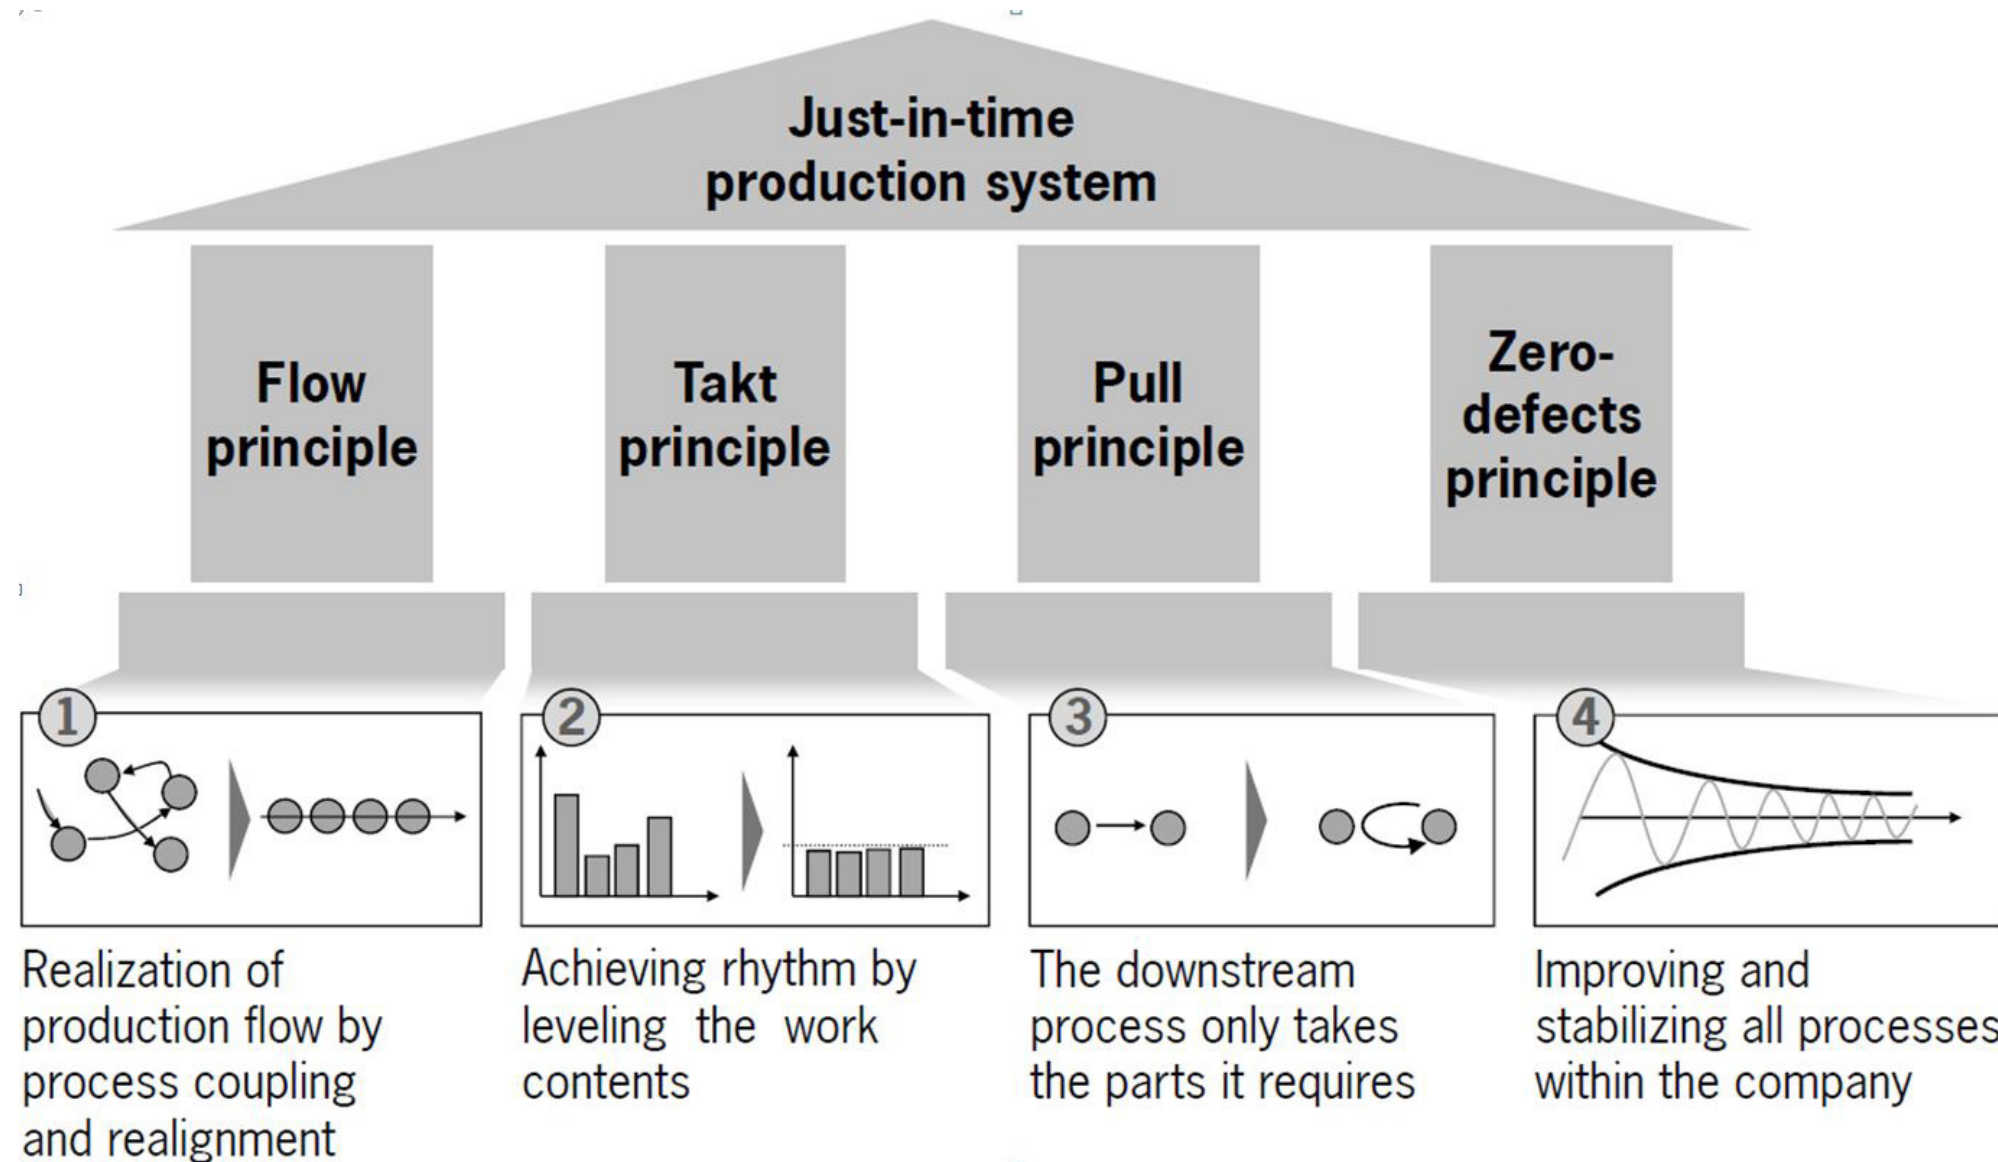 Just-in-time
production system
Flow
principle
Takt
principle
Pull
principle
Zero-
defects
principle
1
2
3
4
Realization of
production flow by
process coupling
and realignment
Achieving rhythm by
leveling the work
contents
The downstream
process only takes
the parts it requires
Improving and
stabilizing all processes
within the company